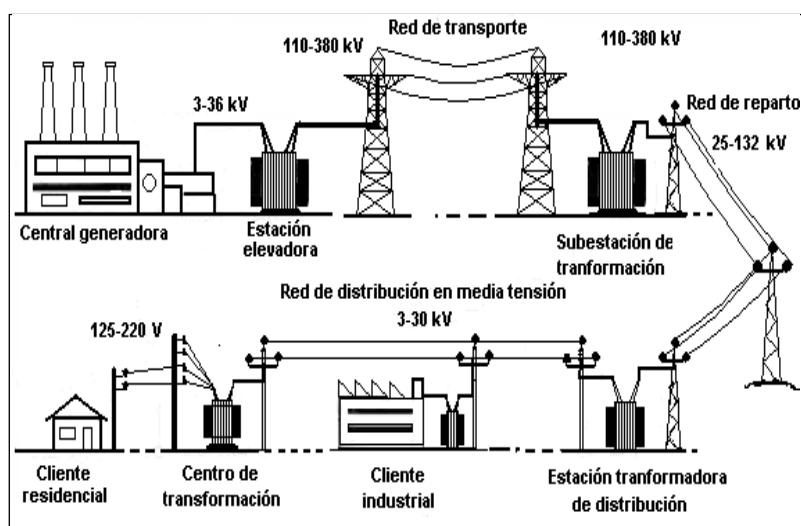 Red de transporte
110-380 kV
110-380 kV
3-36 kV
Red de reparto
25-132 kV
Central generadora
Estación
elevadora
Subestación de
tranformación
Red de distribución en media tensión
125-220 V
3-30 kV
Cliente
residencial
Centro de
transformación
Cliente
industrial
Estación tranformadora
de distribución